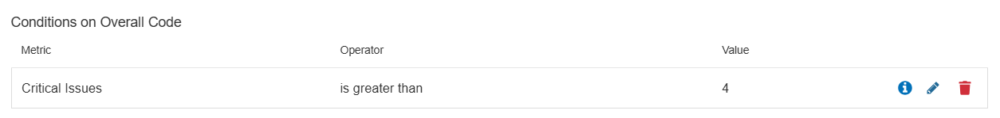 Conditions on Overall Code
Metric Operator Value
Critical Issues is greater than 4